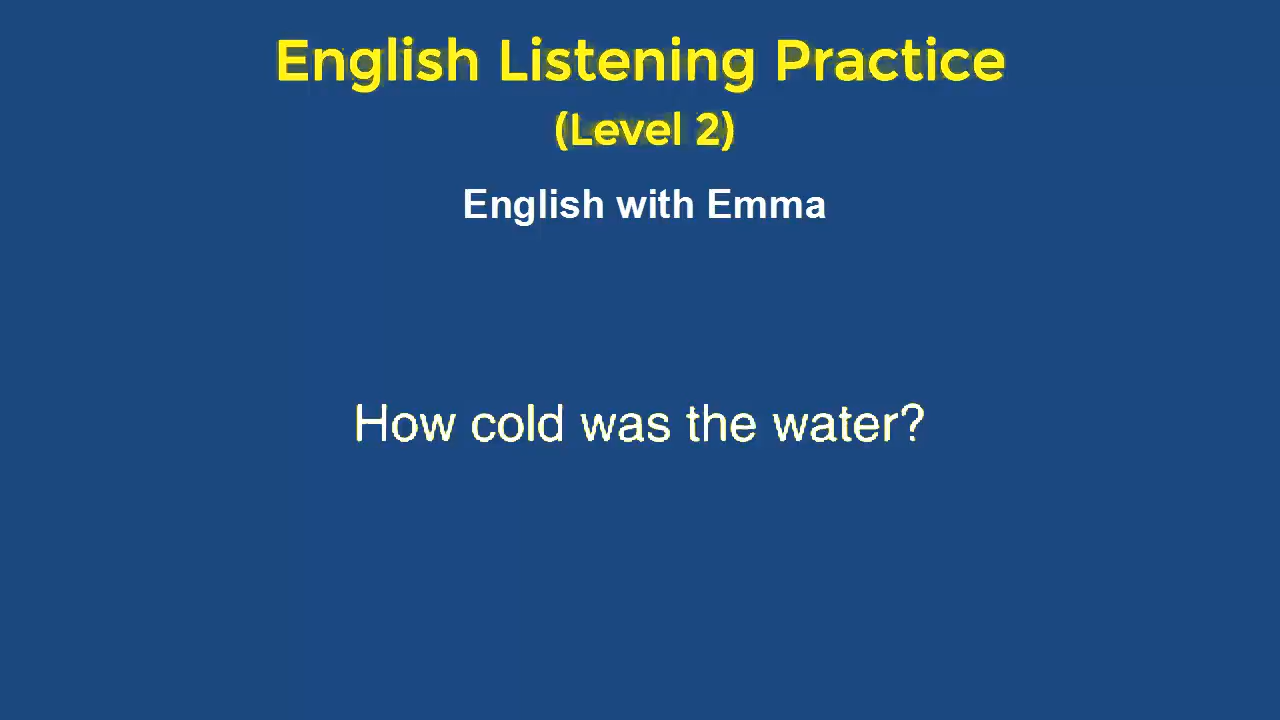 English Listening Practice
(Level 2)
English with Emma
How cold was the water?